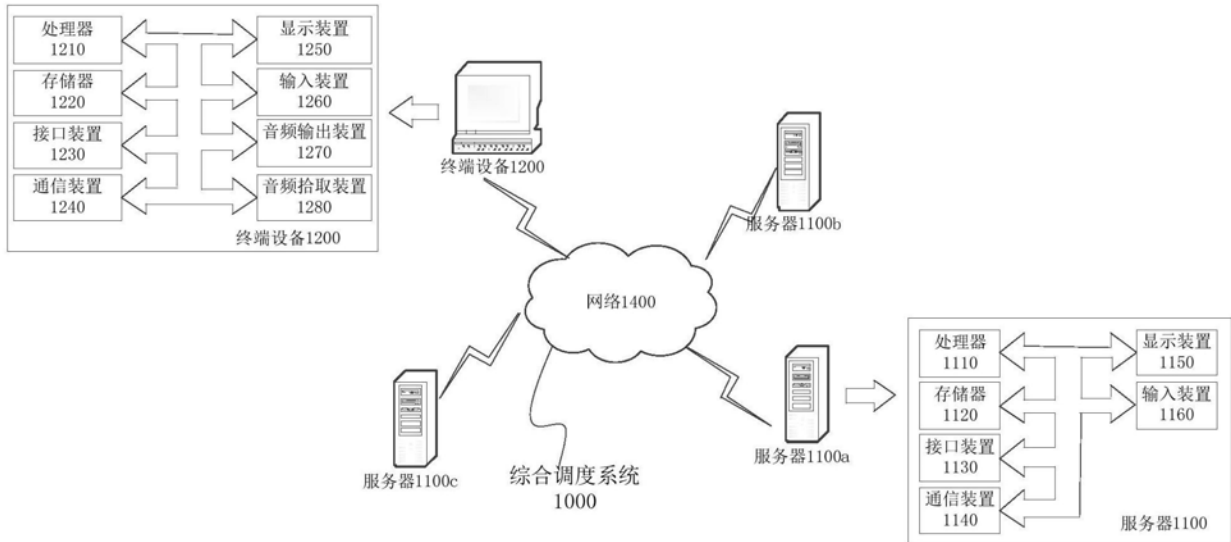 处理器
1210
显示装置
1250
存储器
1220
输入装置
1260
接口装置
1230
音频输出装置
1270
通信装置
1240
音频拾取装置
1280
终端设备1200
终端设备1200
服务器1100b
网络1400
服务器1100c
综合调度系统
1000
服务器1100a
处理器
1110
显示装置
1150
存储器
1120
输入装置
1160
接口装置
1130
通信装置
1140
服务器1100